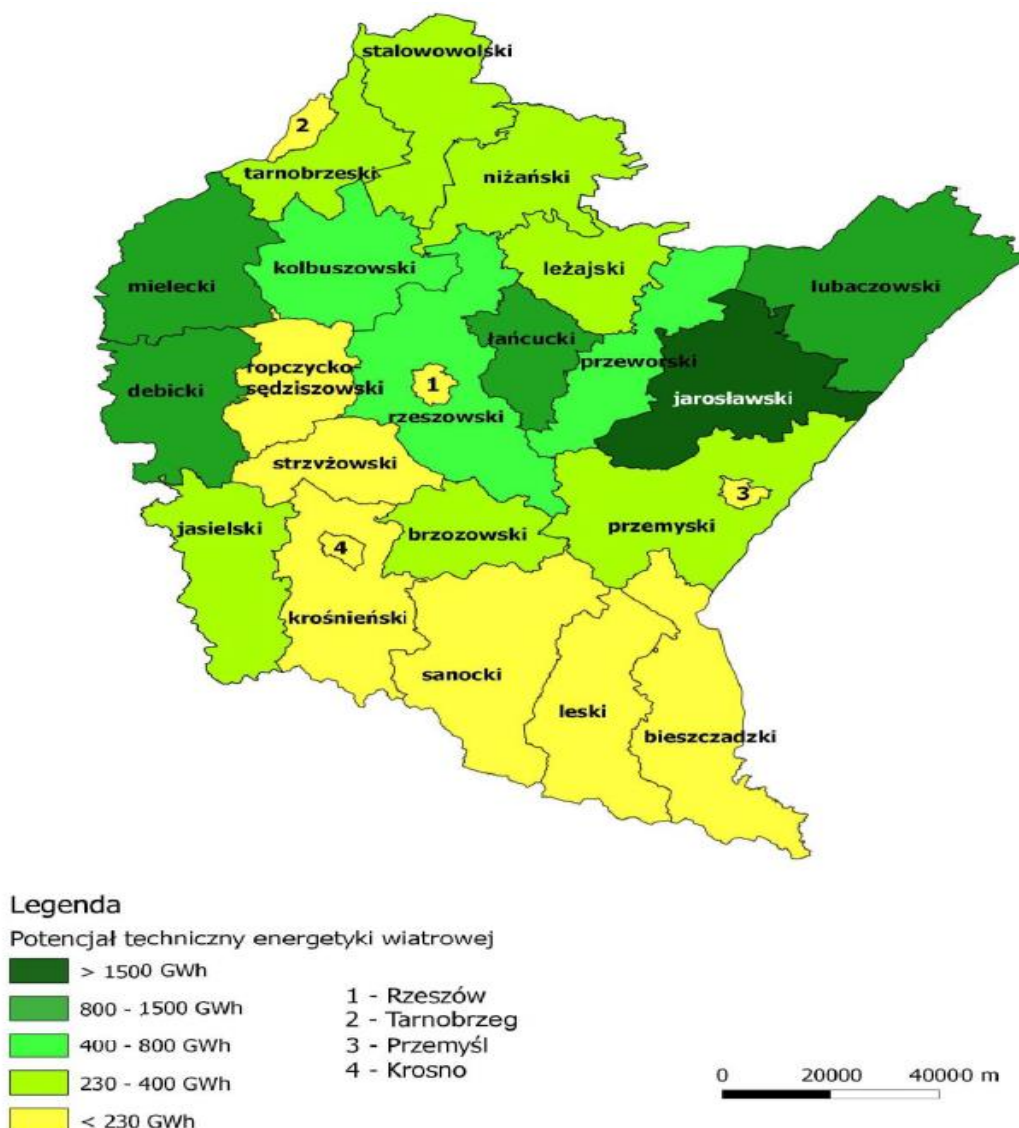 stalowowolski
2
tarnobrzeski
niżański
kolbuszowski
leżajski
mielecki
lubaczowski
łańcucki
ropczycko-
sędziszowski
przeworski
debicki
1
jarosławski
rzeszowski
strzyżowski
3
jasielski
brzozowski
przemyski
4
krośnieński
sanocki
leski
bieszczadzki
Legenda
Potencjał techniczny energetyki wiatrowej
> 1500 GWh
800 - 1500 GWh
400 - 800 GWh
230 - 400 GWh
< 230 GWh
1 - Rzeszów
2 - Tarnobrzeg
3 - Przemyśl
4 - Krosno
0 20000 40000 m